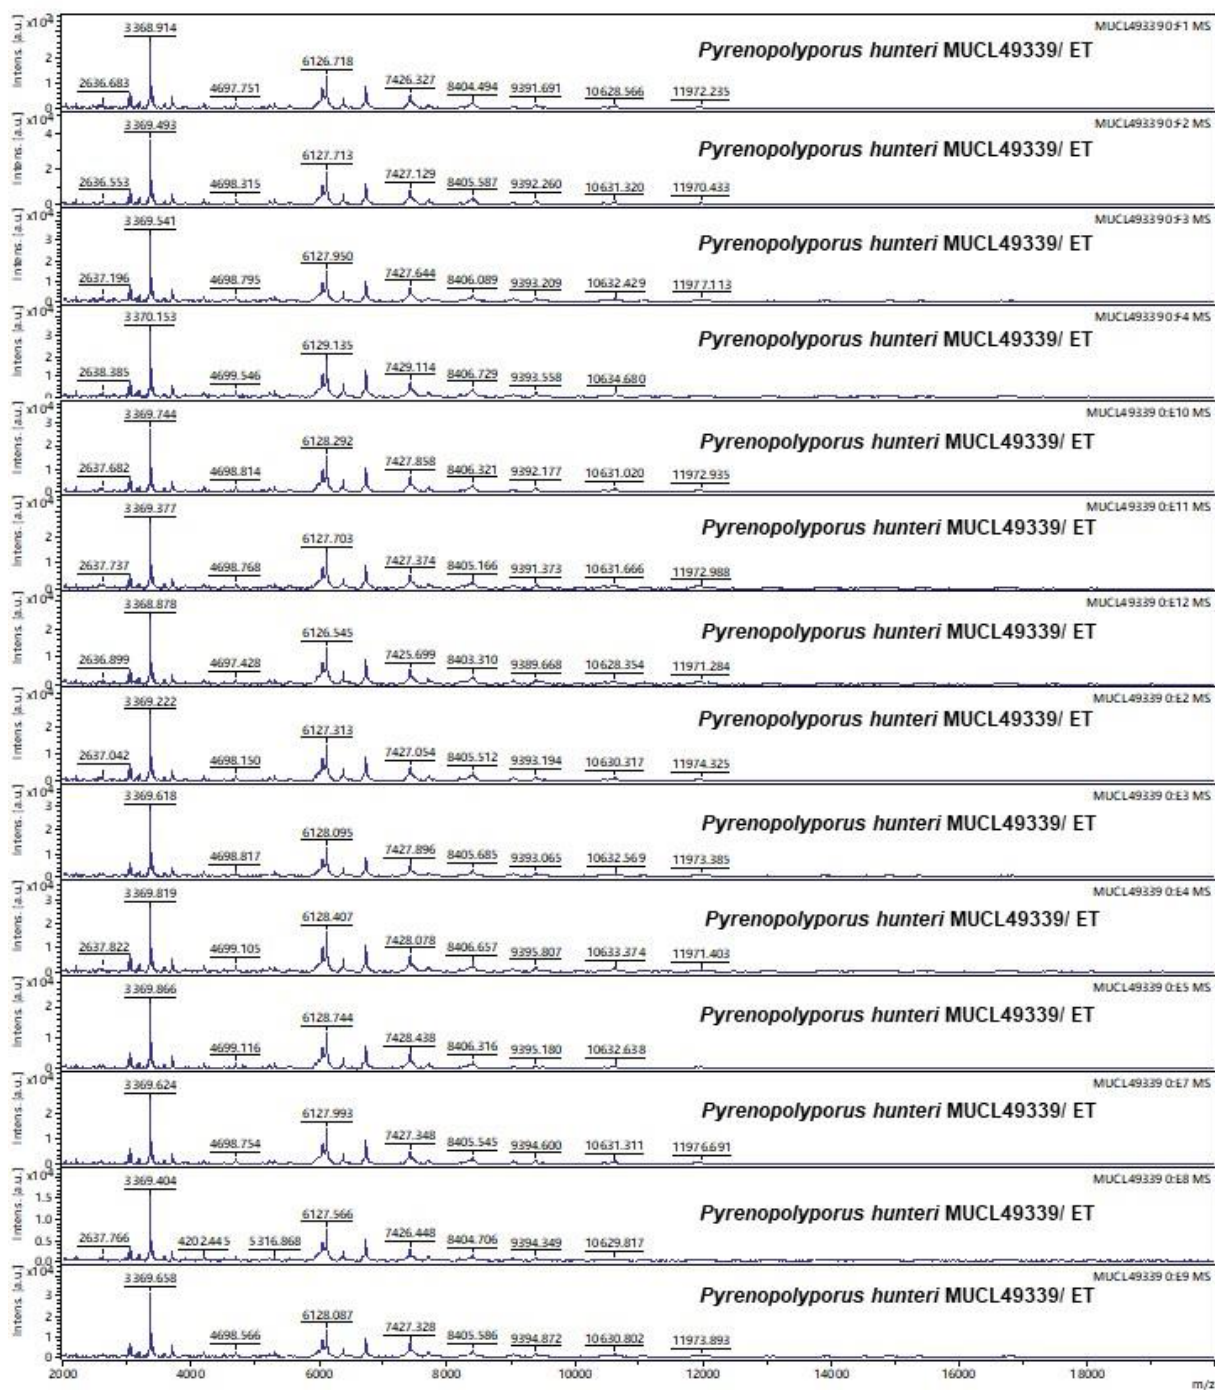 3368.914
MUCL49339 0:F1 MS
Pyrenopolyporus hunteri MUCL49339/ ET
6126.718
2636.683 4697.751 7426.327 8404.494 9391.691 10628.566 11972.235
3369.493
MUCL49339 0:F2 MS
Pyrenopolyporus hunteri MUCL49339/ ET
6127.713
2636.553 4698.315 7427.129 8405.587 9392.260 10631.320 11970.433
3369.541
MUCL49339 0:F3 MS
Pyrenopolyporus hunteri MUCL49339/ ET
6127.950
2637.196 4698.795 7427.644 8406.089 9393.209 10632.429 11977.113
3370.153
MUCL49339 0:F4 MS
Pyrenopolyporus hunteri MUCL49339/ ET
6129.135
2638.385 4699.546 7429.114 8406.729 9393.558 10634.680
3369.744
MUCL49339 0:E10 MS
Pyrenopolyporus hunteri MUCL49339/ ET
6128.292
2637.682 4698.814 7427.858 8406.321 9392.177 10631.020 11972.935
3369.377
MUCL49339 0:E11 MS
Pyrenopolyporus hunteri MUCL49339/ ET
6127.703
2637.737 4698.768 7427.374 8405.166 9391.373 10631.666 11972.988
3368.878
MUCL49339 0:E12 MS
Pyrenopolyporus hunteri MUCL49339/ ET
6126.545
2636.899 4697.428 7425.699 8403.310 9389.668 10628.354 11971.284
3369.222
MUCL49339 0:E2 MS
Pyrenopolyporus hunteri MUCL49339/ ET
6127.313
2637.042 4698.150 7427.054 8405.512 9393.194 10630.317 11974.325
3369.618
MUCL49339 0:E3 MS
Pyrenopolyporus hunteri MUCL49339/ ET
6128.095
4698.817 7427.896 8405.685 9393.065 10632.569 11973.385
3369.819
MUCL49339 0:E4 MS
Pyrenopolyporus hunteri MUCL49339/ ET
6128.407
2637.822 4699.105 7428.078 8406.657 9395.807 10633.374 11971.403
3369.866
MUCL49339 0:E5 MS
Pyrenopolyporus hunteri MUCL49339/ ET
6128.744
4699.116 7428.438 8406.316 9395.180 10632.638
3369.624
MUCL49339 0:E7 MS
Pyrenopolyporus hunteri MUCL49339/ ET
6127.993
4698.754 7427.348 8405.545 9394.600 10631.311 11976.691
3369.404
MUCL49339 0:E8 MS
Pyrenopolyporus hunteri MUCL49339/ ET
6127.566
2637.766 4202.445 5316.868 7426.448 8404.706 9394.349 10629.817
3369.658
MUCL49339 0:E9 MS
Pyrenopolyporus hunteri MUCL49339/ ET
6128.087
4698.566 7427.328 8405.586 9394.872 10630.802 11973.893
Intens. [a.u.]
2000 4000 6000 8000 10000 12000 14000 16000 18000
m/z